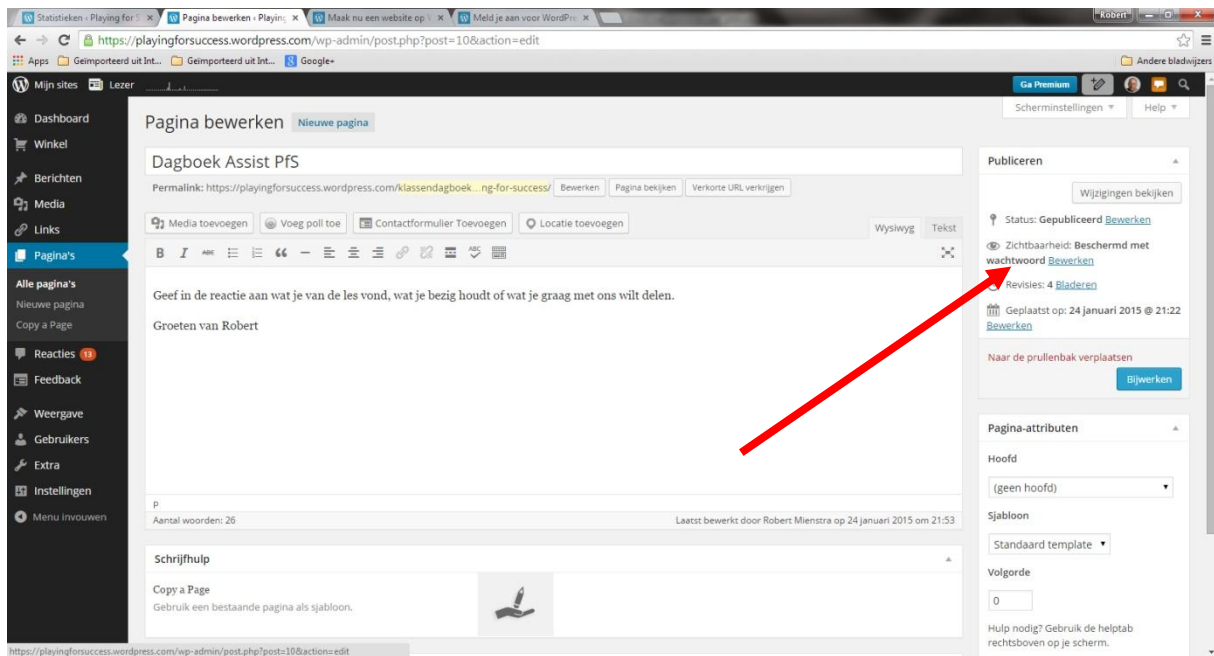 Statistieken ‹ Playing for S
Pagina bewerken ‹ Playing
Maak nu een website op
Meld je aan voor WordPre
Robert
https://playingforsuccess.wordpress.com/wp-admin/post.php?post=10&action=edit
Apps
Geïmporteerd uit Int...
Geïmporteerd uit Int...
Google+
Andere bladwijzers
Mijn sites
Lezer
Ga Premium
Scherminstellingen
Help
Dashboard
Winkel
Berichten
Media
Links
Pagina's
Alle pagina's
Nieuwe pagina
Copy a Page
Reacties 13
Feedback
Weergave
Gebruikers
Extra
Instellingen
Menu invouwen
Pagina bewerken
Nieuwe pagina
Dagboek Assist PfS
Permalink: https://playingforsuccess.wordpress.com/klassendagboek…ng-for-success/ Bewerken Pagina bekijken Verkorte URL verkrijgen
Media toevoegen
Voeg poll toe
Contactformulier Toevoegen
Locatie toevoegen
Wysiwyg
Tekst
B I ABC
ABC
Geef in de reactie aan wat je van de les vond, wat je bezig houdt of wat je graag met ons wilt delen.
Groeten van Robert
P
Aantal woorden: 26
Laatst bewerkt door Robert Mienstra op 24 januari 2015 om 21:53
Schrijfhulp
Copy a Page
Gebruik een bestaande pagina als sjabloon.
Publiceren
Wijzigingen bekijken
Status: Gepubliceerd Bewerken
Zichtbaarheid: Beschermd met
wachtwoord Bewerken
Revisies: 4 Bladeren
Geplaatst op: 24 januari 2015 @ 21:22
Bewerken
Naar de prullenbak verplaatsen
Bijwerken
Pagina-attributen
Hoofd
(geen hoofd)
Sjabloon
Standaard template
Volgorde
0
Hulp nodig? Gebruik de helptab
rechtsboven op je scherm.
https://playingforsuccess.wordpress.com/wp-admin/post.php?post=10&action=edit